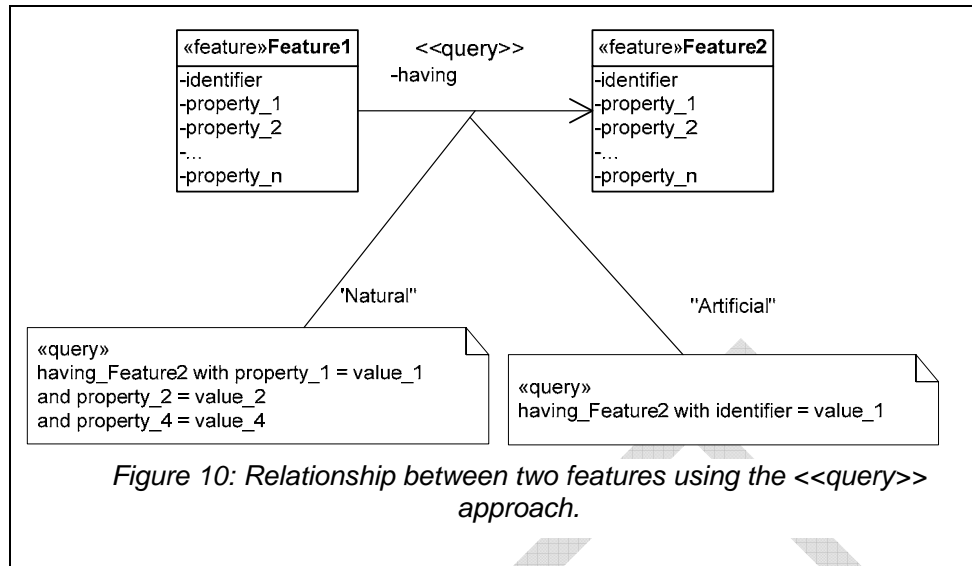 «feature»Feature1
-identifier
-property_1
-property_2
-...
-property_n
<<query>>
-having
«feature»Feature2
-identifier
-property_1
-property_2
-...
-property_n
'Natural"
"Artificial"
«query»
having_Feature2 with property_1 = value_1
and property_2 = value_2
and property_4 = value_4
«query»
having_Feature2 with identifier = value_1
Figure 10: Relationship between two features using the <<query>>
approach.